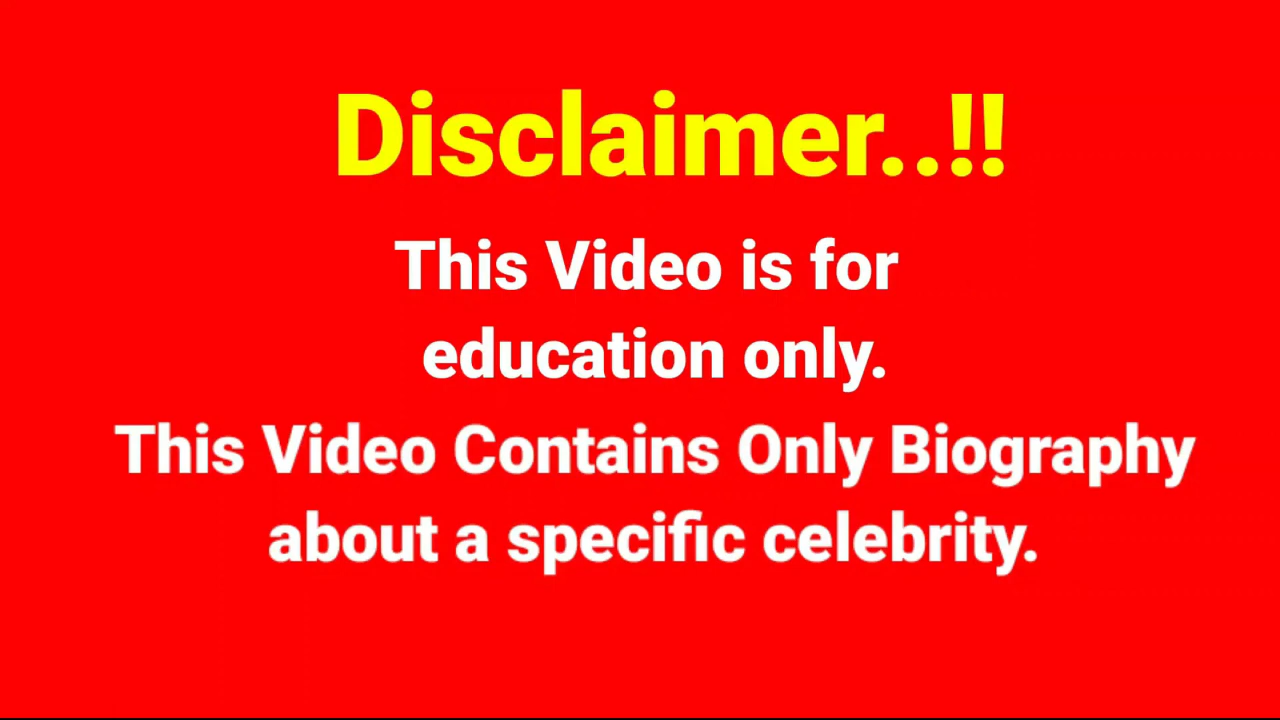 Disclaimer..!!
This Video is for
education only.
This Video Contains Only Biography
about a specific celebrity.